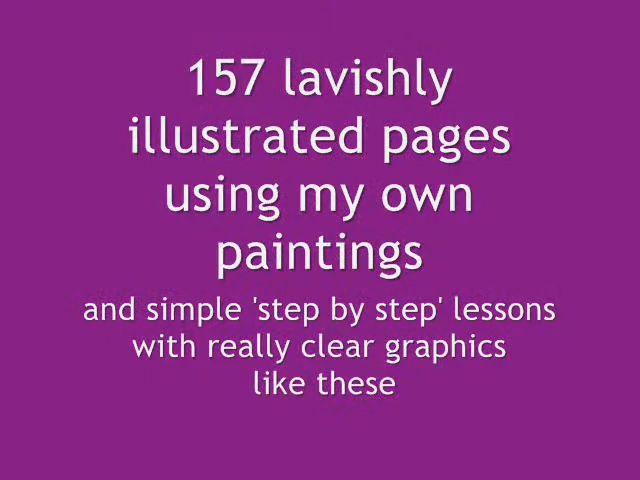 157 lavishly
illustrated pages
using my own
paintings
and simple 'step by step' lessons
with really clear graphics
like these